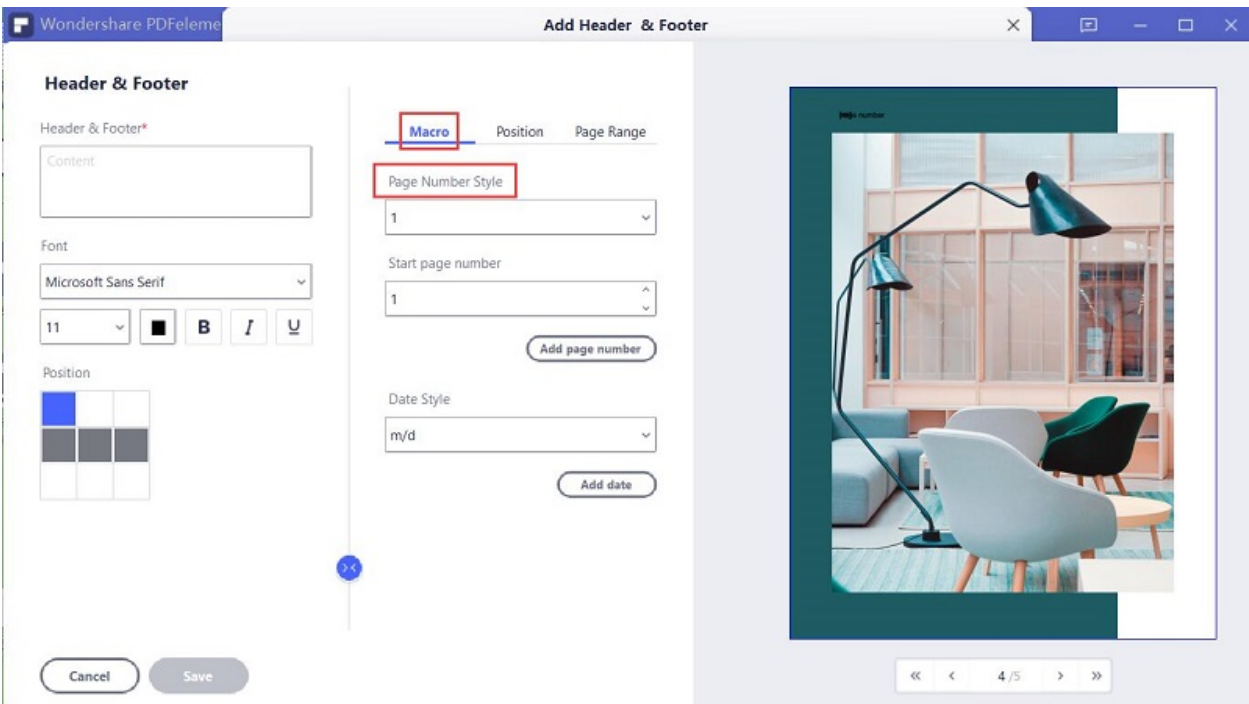 Wondershare PDFeleme
Add Header & Footer
Header & Footer
Header & Footer*
Content
Font
Microsoft Sans Serif
11
B I U
Position
Cancel
Save
Macro Position Page Range
Page Number Style
1
Start page number
1
Add page number
Date Style
m/d
Add date
number
4 /5